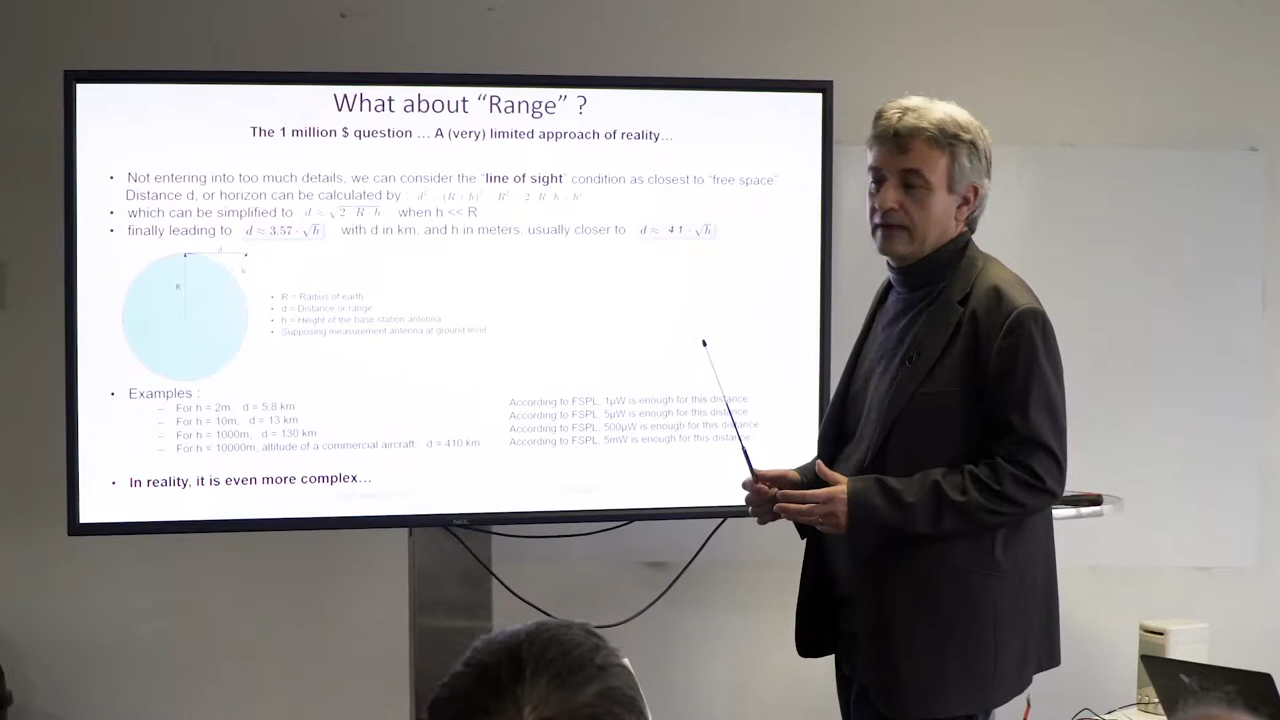 What about “Range” ?
The 1 million $ question … A (very) limited approach of reality…
• Not entering into too much details, we can consider the “line of sight” condition as closest to “free space”
Distance d, or horizon can be calculated by :
• which can be simplified to d ≈ √2 · R · h when h << R
• finally leading to d ≈ 3.57 · √h with d in km. and h in meters. usually closer to d ≈ 4.1 · √h
d
h
R
• R = Radius of earth
• d = Distance or range
• h = Height of the base station antenna
• Supposing measurement antenna at ground level
• Examples :
– For h = 2m, d = 5,8 km According to FSPL, 1µW is enough for this distance
– For h = 10m, d = 13 km According to FSPL, 5µW is enough for this distance
– For h = 1000m, d = 130 km According to FSPL, 500µW is enough for this distance
– For h = 10000m, altitude of a commercial aircraft, d = 410 km According to FSPL, 5mW is enough for this distance
• In reality, it is even more complex…
NEC